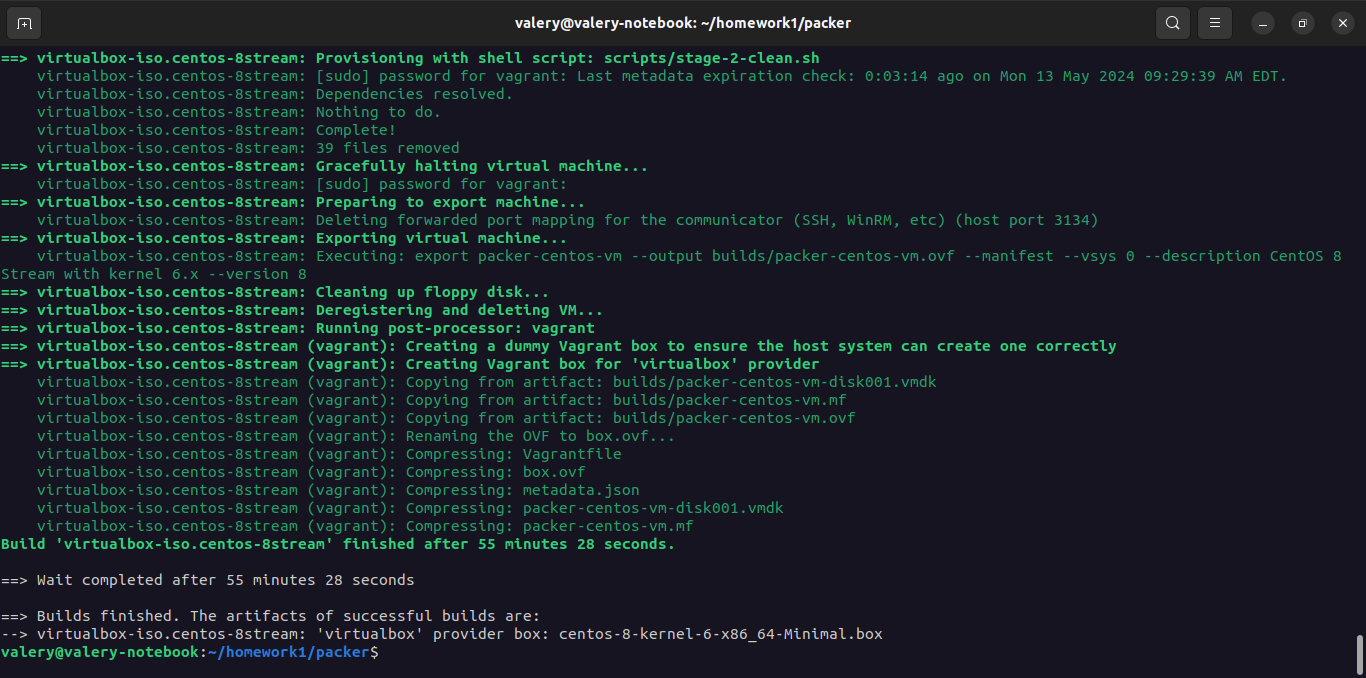 valery@valery-notebook: ~/homework1/packer
==> virtualbox-iso.centos-8stream: Provisioning with shell script: scripts/stage-2-clean.sh
    virtualbox-iso.centos-8stream: [sudo] password for vagrant: Last metadata expiration check: 0:03:14 ago on Mon 13 May 2024 09:29:39 AM EDT.
    virtualbox-iso.centos-8stream: Dependencies resolved.
    virtualbox-iso.centos-8stream: Nothing to do.
    virtualbox-iso.centos-8stream: Complete!
    virtualbox-iso.centos-8stream: 39 files removed
==> virtualbox-iso.centos-8stream: Gracefully halting virtual machine...
    virtualbox-iso.centos-8stream: [sudo] password for vagrant:
==> virtualbox-iso.centos-8stream: Preparing to export machine...
    virtualbox-iso.centos-8stream: Deleting forwarded port mapping for the communicator (SSH, WinRM, etc) (host port 3134)
==> virtualbox-iso.centos-8stream: Exporting virtual machine...
    virtualbox-iso.centos-8stream: Executing: export packer-centos-vm --output builds/packer-centos-vm.ovf --manifest --vsys 0 --description CentOS 8
Stream with kernel 6.x --version 8
==> virtualbox-iso.centos-8stream: Cleaning up floppy disk...
==> virtualbox-iso.centos-8stream: Deregistering and deleting VM...
==> virtualbox-iso.centos-8stream: Running post-processor: vagrant
==> virtualbox-iso.centos-8stream (vagrant): Creating a dummy Vagrant box to ensure the host system can create one correctly
==> virtualbox-iso.centos-8stream (vagrant): Creating Vagrant box for 'virtualbox' provider
    virtualbox-iso.centos-8stream (vagrant): Copying from artifact: builds/packer-centos-vm-disk001.vmdk
    virtualbox-iso.centos-8stream (vagrant): Copying from artifact: builds/packer-centos-vm.mf
    virtualbox-iso.centos-8stream (vagrant): Copying from artifact: builds/packer-centos-vm.ovf
    virtualbox-iso.centos-8stream (vagrant): Renaming the OVF to box.ovf...
    virtualbox-iso.centos-8stream (vagrant): Compressing: Vagrantfile
    virtualbox-iso.centos-8stream (vagrant): Compressing: box.ovf
    virtualbox-iso.centos-8stream (vagrant): Compressing: metadata.json
    virtualbox-iso.centos-8stream (vagrant): Compressing: packer-centos-vm-disk001.vmdk
    virtualbox-iso.centos-8stream (vagrant): Compressing: packer-centos-vm.mf
Build 'virtualbox-iso.centos-8stream' finished after 55 minutes 28 seconds.

==> Wait completed after 55 minutes 28 seconds

==> Builds finished. The artifacts of successful builds are:
--> virtualbox-iso.centos-8stream: 'virtualbox' provider box: centos-8-kernel-6-x86_64-Minimal.box
valery@valery-notebook:~/homework1/packer$